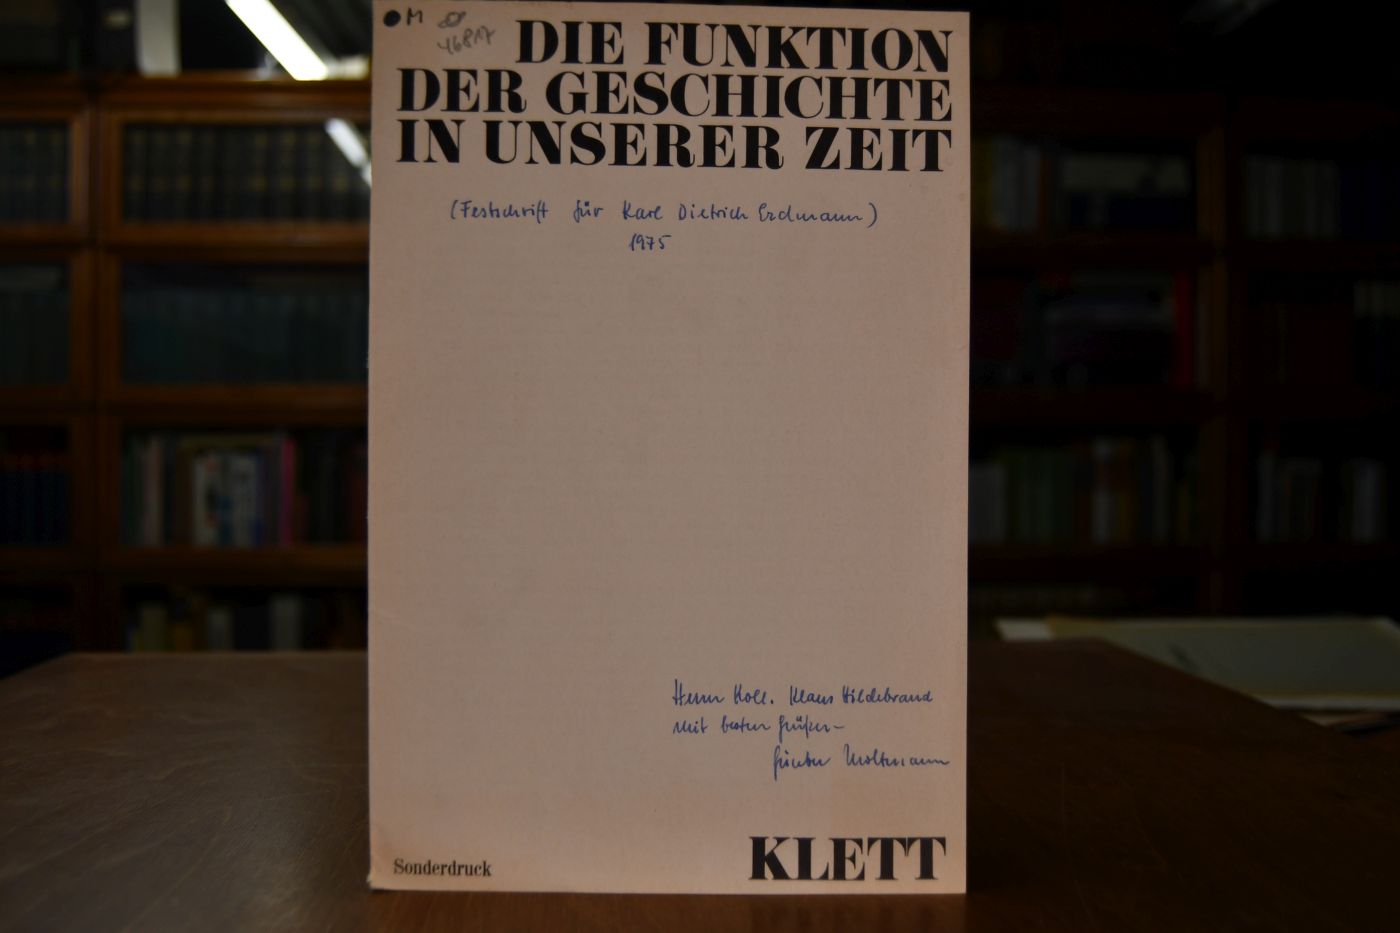 M
46817
DIE FUNKTION
DER GESCHICHTE
IN UNSERER ZEIT
(Festschrift für Karl Dietrich Erdmann)
1975
Herrn Koll. Klaus Hildebrand
mit besten Grüßen –
Günter Moltmann
Sonderdruck
KLETT